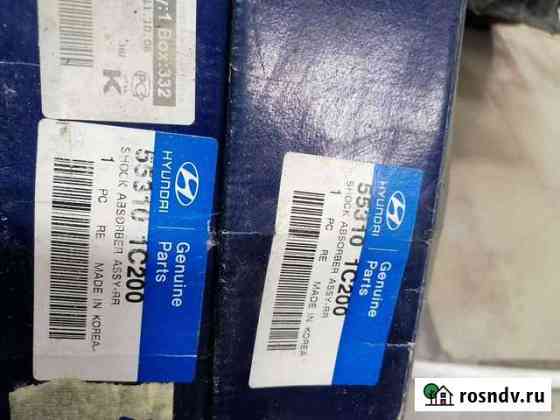 y:1 Box:332
K
HYUNDAI
Genuine
Parts
55310 1C200
SHOCK ABSORBER ASSY-RR
1 PC RE MADE IN KOREA
HYUNDAI
Genuine
Parts
55310 1C200
SHOCK ABSORBER ASSY-RR
1 PC RE MADE IN KOREA
rosndv.ru